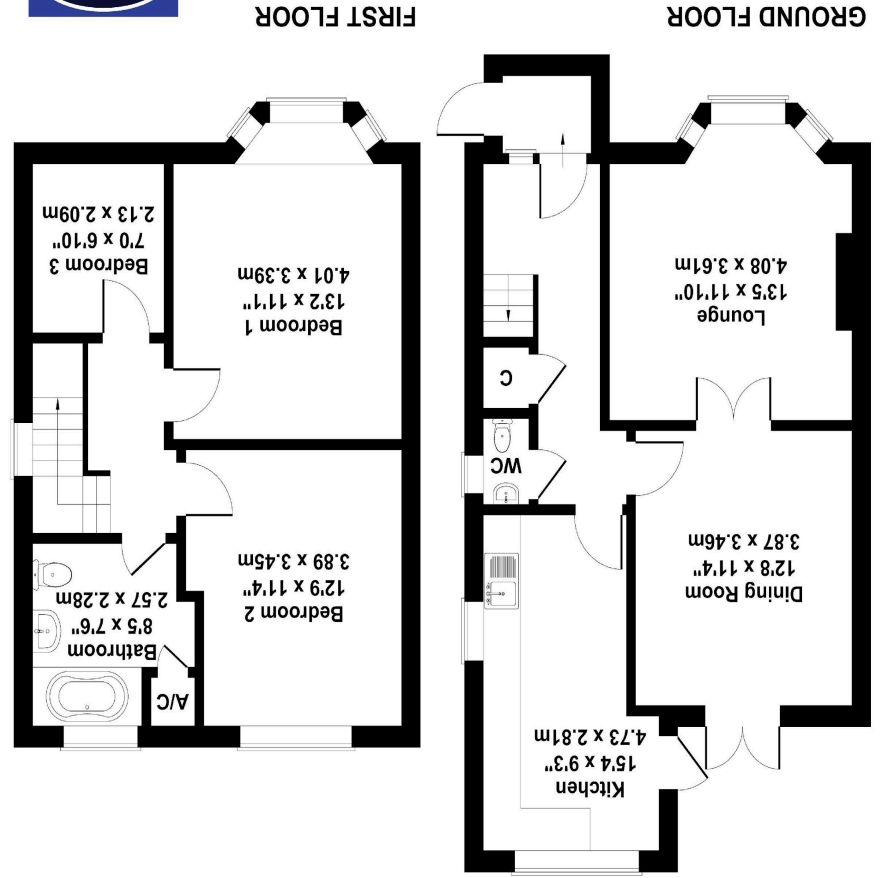 GROUND FLOOR
Lounge
13'5 x 11'10"
4.08 x 3.61m
C
WC
Dining Room
12'8 x 11'4"
3.87 x 3.46m
Kitchen
15'4 x 9'3"
4.73 x 2.81m
FIRST FLOOR
Bedroom 1
13'2 x 11'1"
4.01 x 3.39m
Bedroom 3
7'0 x 6'10"
2.13 x 2.09m
Bedroom 2
12'9 x 11'4"
3.89 x 3.45m
Bathroom
8'5 x 7'6"
2.57 x 2.28m
A/C